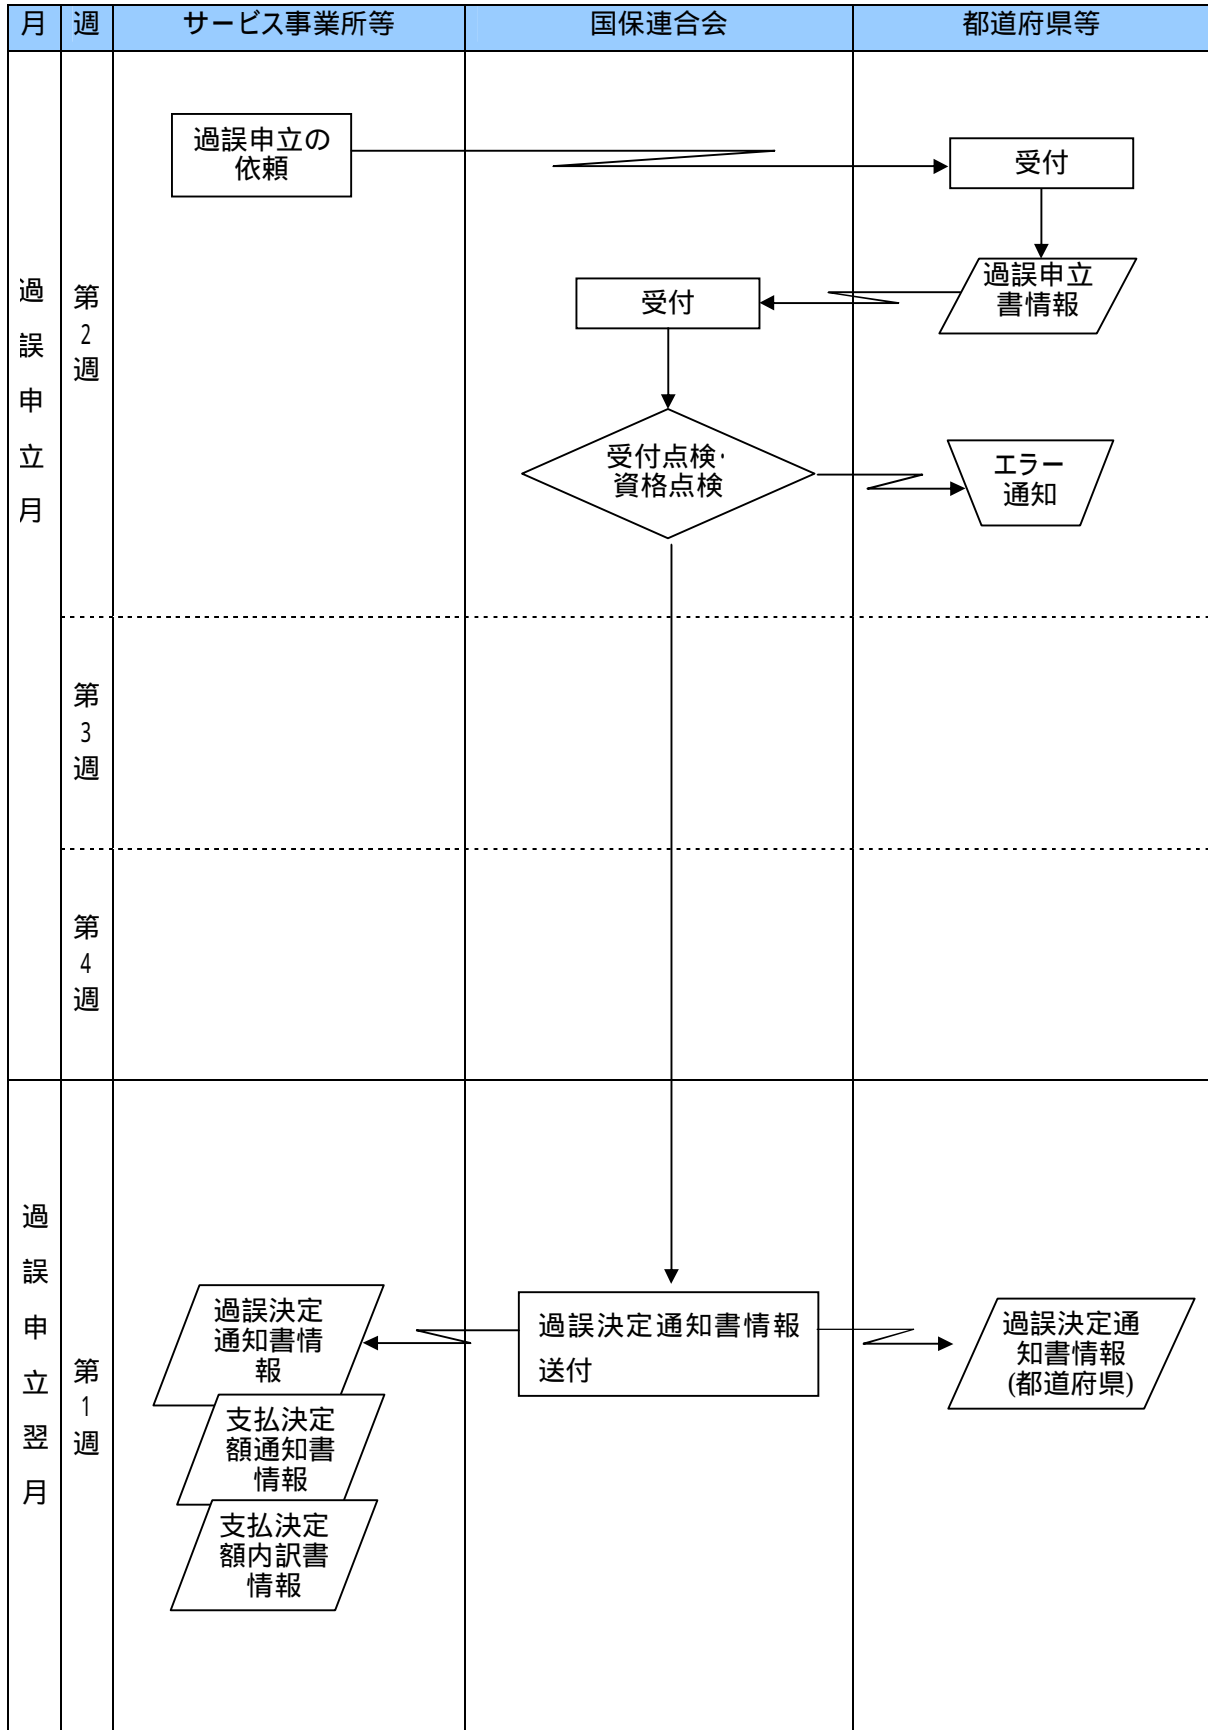 月 週 サービス事業所等 国保連合会 都道府県等
過誤申立月
第2週
過誤申立の
依頼
受付
過誤申立
書情報
受付
受付点検・
資格点検
エラー
通知
第3週
第4週
過誤申立翌月
第1週
過誤決定
通知書情
報
支払決定
額通知書
情報
支払決定
額内訳書
情報
過誤決定通知書情報
送付
過誤決定通
知書情報
(都道府県)